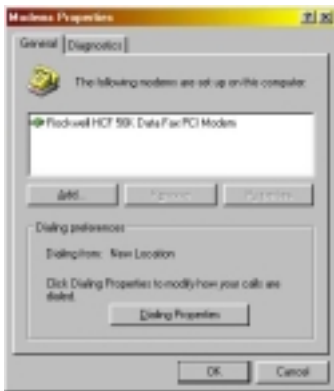 Modems Properties
General
Diagnostics
The following modems are set up on this computer
Rockwell HCF 56K Data Fax PCI Modem
Add...
Remove
Properties
Dialing preferences
Dialing from: New Location
Click Dialing Properties to modify how your calls are
dialed.
Dialing Properties
OK
Cancel